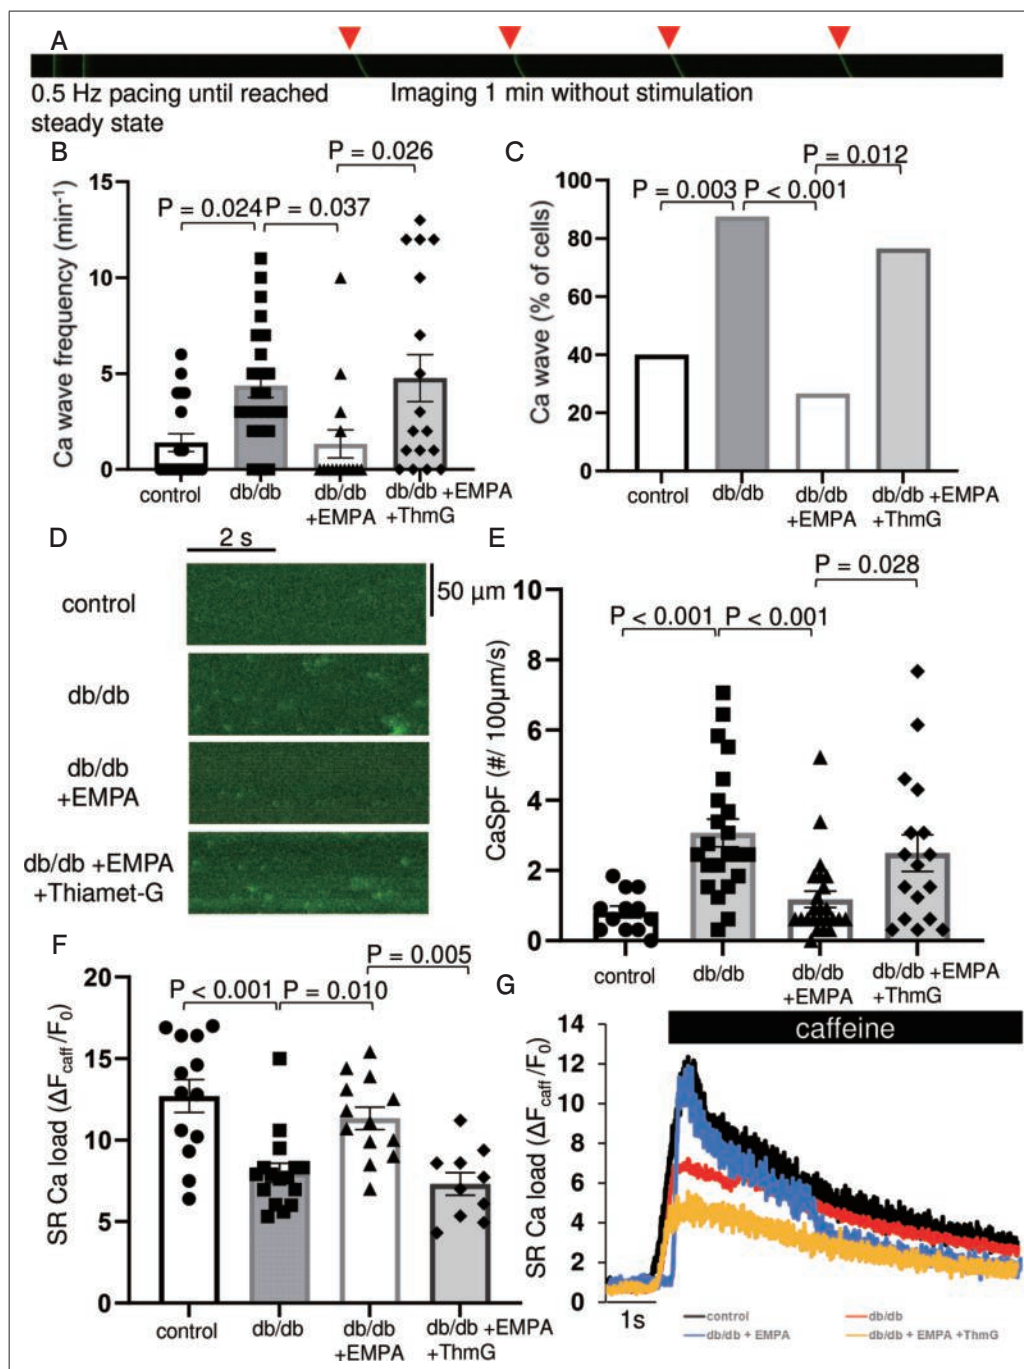 A
0.5 Hz pacing until reached
steady state
Imaging 1 min without stimulation
B
P = 0.026
P = 0.024
P = 0.037
Ca wave frequency (min⁻¹)
15
10
5
0
control
db/db
db/db
+EMPA
db/db +EMPA
+ThmG
C
P = 0.012
P = 0.003
P < 0.001
Ca wave (% of cells)
100
80
60
40
20
0
control
db/db
db/db
+EMPA
db/db +EMPA
+ThmG
D
2 s
50 µm
control
db/db
db/db
+EMPA
db/db +EMPA
+Thiamet-G
E
P = 0.028
P < 0.001
P < 0.001
CaSpF (#/ 100µm/s)
10
8
6
4
2
0
control
db/db
db/db
+EMPA
db/db +EMPA
+ThmG
F
P = 0.005
P < 0.001
P = 0.010
SR Ca load (ΔFcaff/F0)
20
15
10
5
0
control
db/db
db/db
+EMPA
db/db +EMPA
+ThmG
G
caffeine
SR Ca load (ΔFcaff/F0)
14
12
10
8
6
4
2
0
1s
control
db/db
db/db + EMPA
db/db + EMPA +ThmG